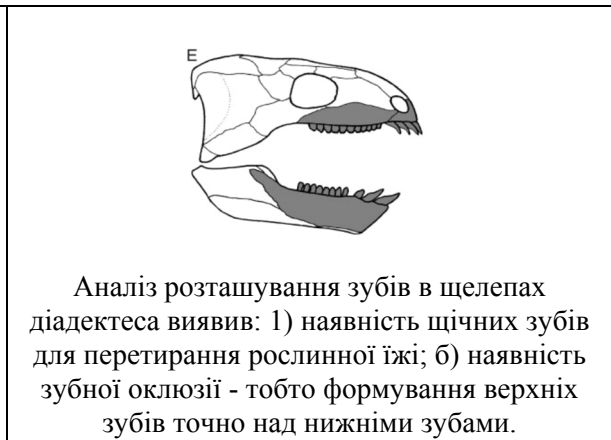 E
Аналіз розташування зубів в щелепах
діадектеса виявив: 1) наявність щічних зубів
для перетирання рослинної їжі; б) наявність
зубної оклюзії - тобто формування верхніх
зубів точно над нижніми зубами.